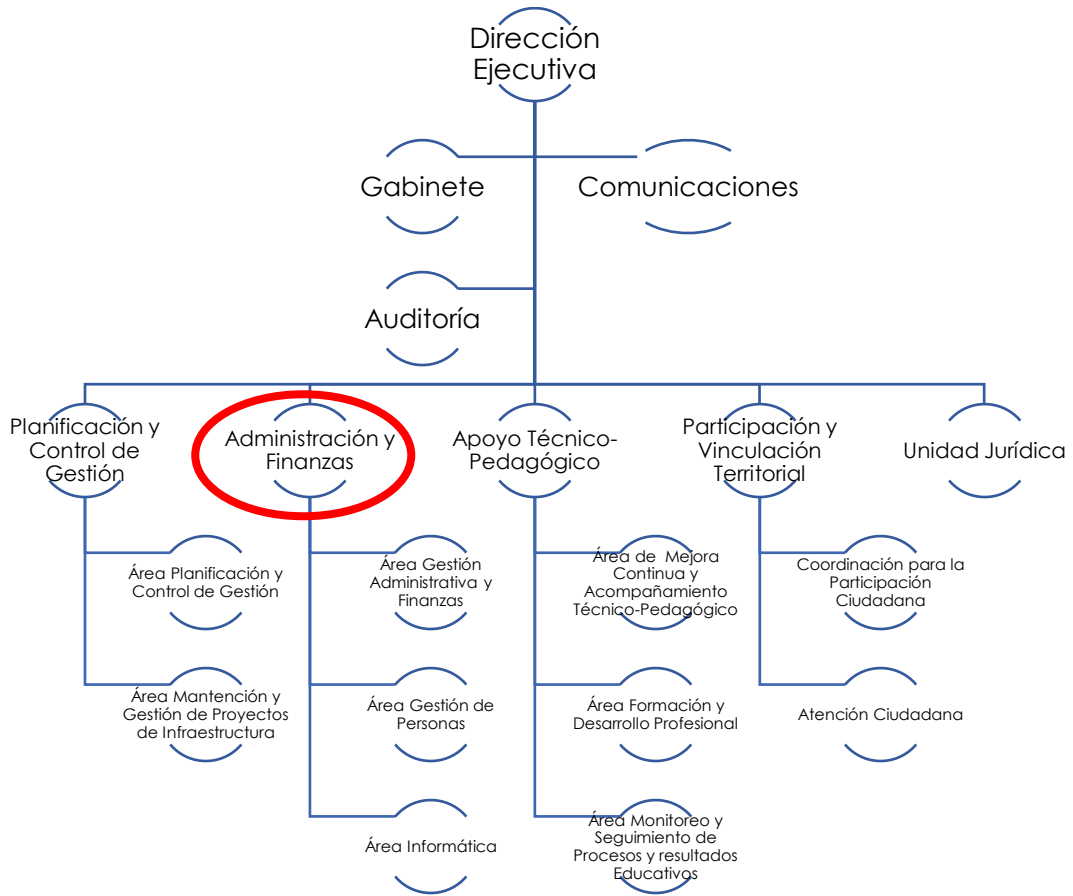 Dirección
Ejecutiva
Gabinete
Comunicaciones
Auditoría
Planificación y
Control de
Gestión
Administración y
Finanzas
Apoyo Técnico-
Pedagógico
Participación y
Vinculación
Territorial
Unidad Jurídica
Área Planificación y
Control de Gestión
Área Gestión
Administrativa y
Finanzas
Área de  Mejora
Continua y
Acompañamiento
Técnico-Pedagógico
Coordinación para la
Participación
Ciudadana
Área Mantención y
Gestión de Proyectos
de Infraestructura
Área Gestión de
Personas
Área Formación y
Desarrollo Profesional
Atención Ciudadana
Área Informática
Área Monitoreo y
Seguimiento de
Procesos y resultados
Educativos